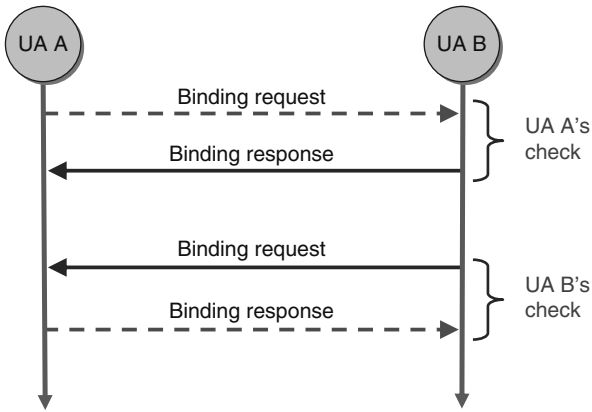 UA A
UA B
Binding request
UA A's
check
Binding response
Binding request
UA B's
check
Binding response